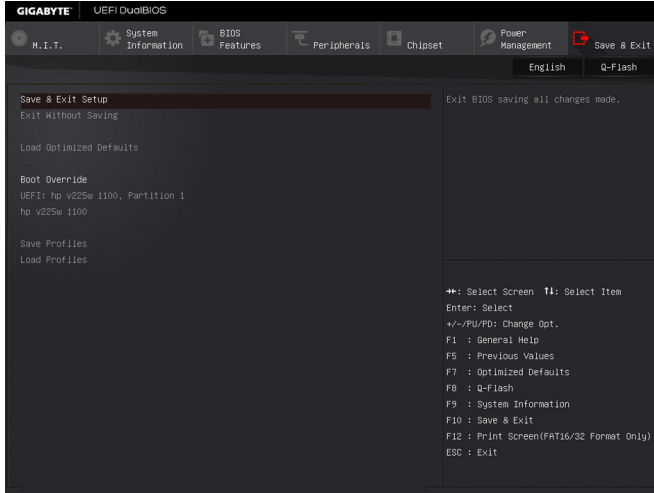 GIGABYTE™ UEFI DualBIOS
M.I.T. System Information BIOS Features Peripherals Chipset Power Management Save & Exit
English Q-Flash
Save & Exit Setup
Exit Without Saving
Load Optimized Defaults
Boot Override
UEFI: hp v225w 1100, Partition 1
hp v225w 1100
Save Profiles
Load Profiles
Exit BIOS saving all changes made.
→←: Select Screen ↑↓: Select Item
Enter: Select
+/-/PU/PD: Change Opt.
F1 : General Help
F5 : Previous Values
F7 : Optimized Defaults
F8 : Q-Flash
F9 : System Information
F10 : Save & Exit
F12 : Print Screen(FAT16/32 Format Only)
ESC : Exit